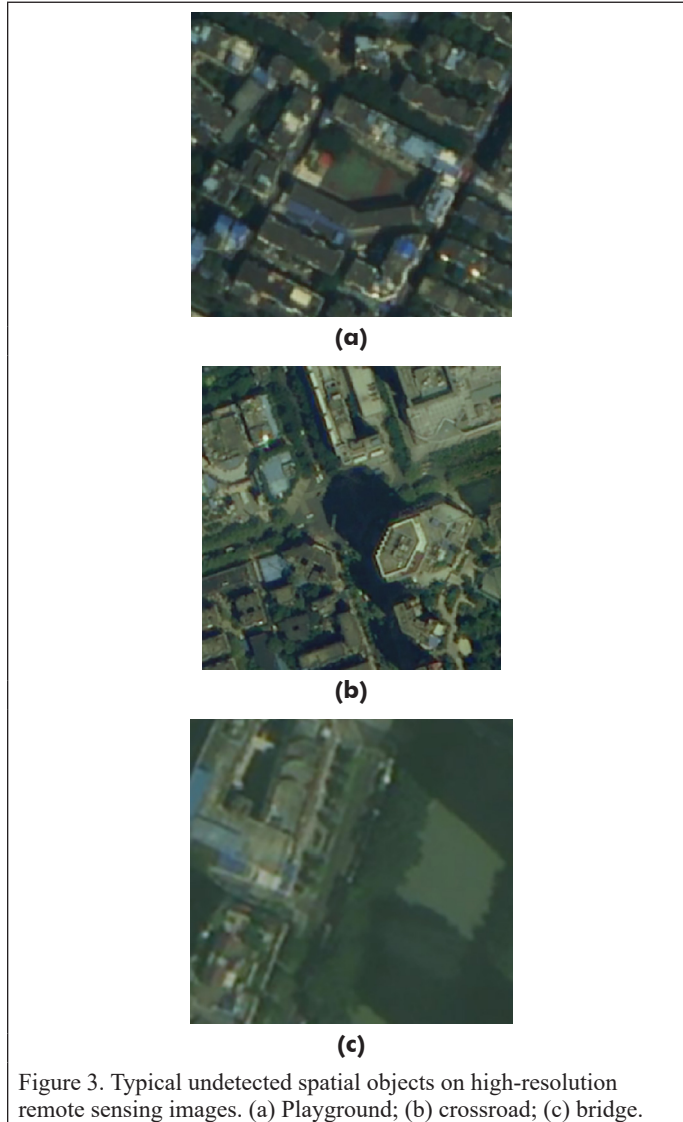 (a)
(b)
(c)
Figure 3. Typical undetected spatial objects on high-resolution
remote sensing images. (a) Playground; (b) crossroad; (c) bridge.